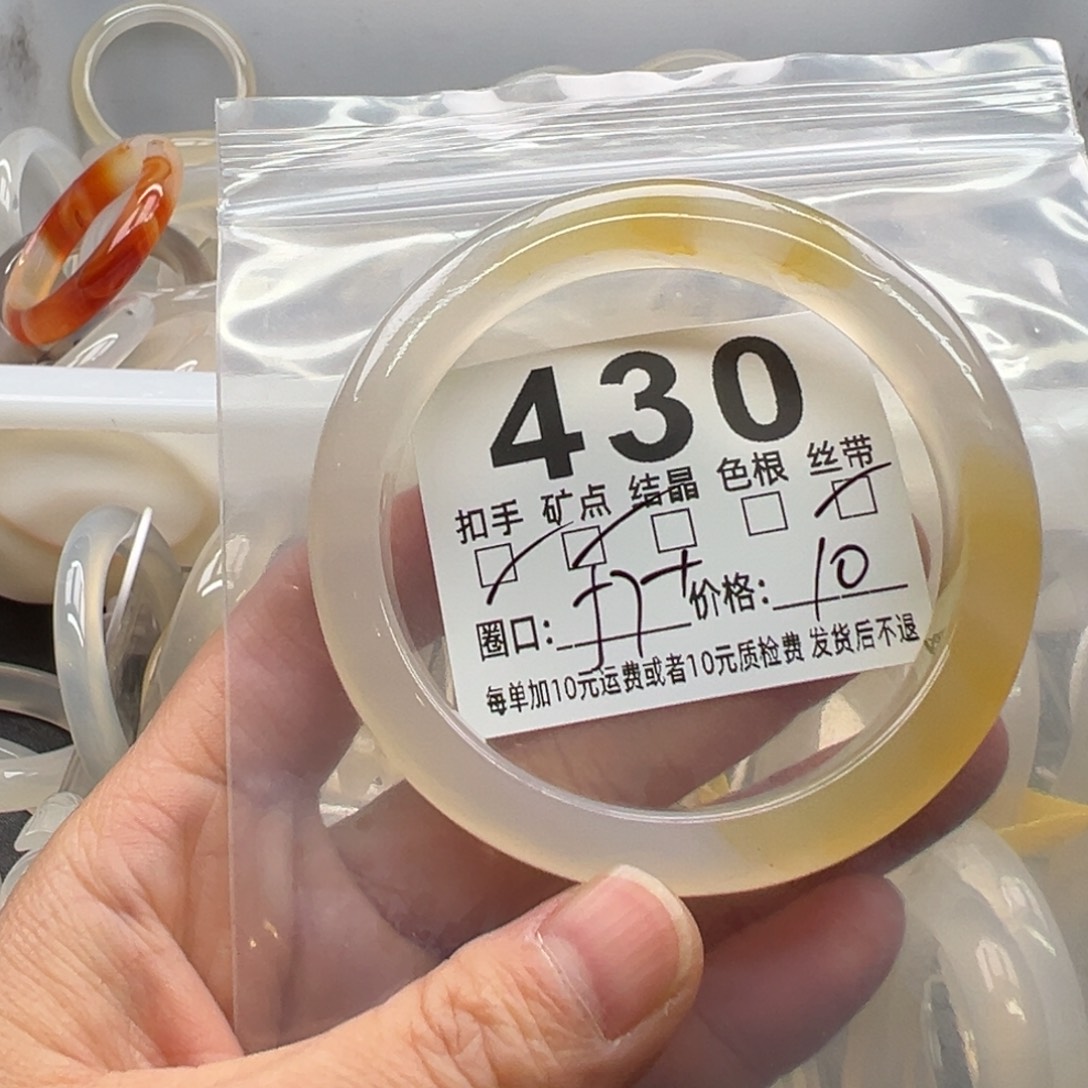 430
扣手 矿点 结晶 色根 丝带
圈口: 57+ 价格: 10
每单加10元运费或者10元质检费 发货后不退